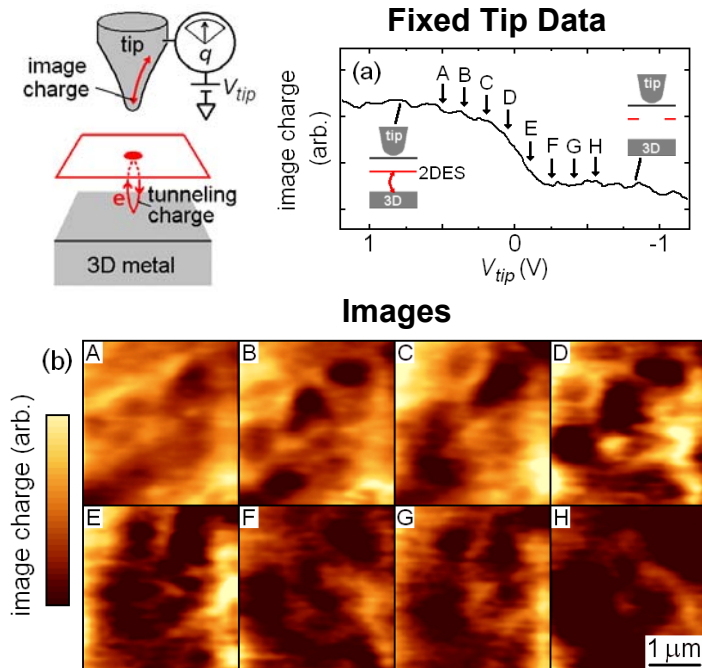 Fixed Tip Data
tip
q
image
charge
V_tip
e
tunneling
charge
3D metal
(a)
A B C D E F G H
tip
2DES
3D
tip
3D
image charge
(arb.)
1 0 -1
V_tip (V)
Images
(b)
image charge (arb.)
A B C D
E F G H
1 μm